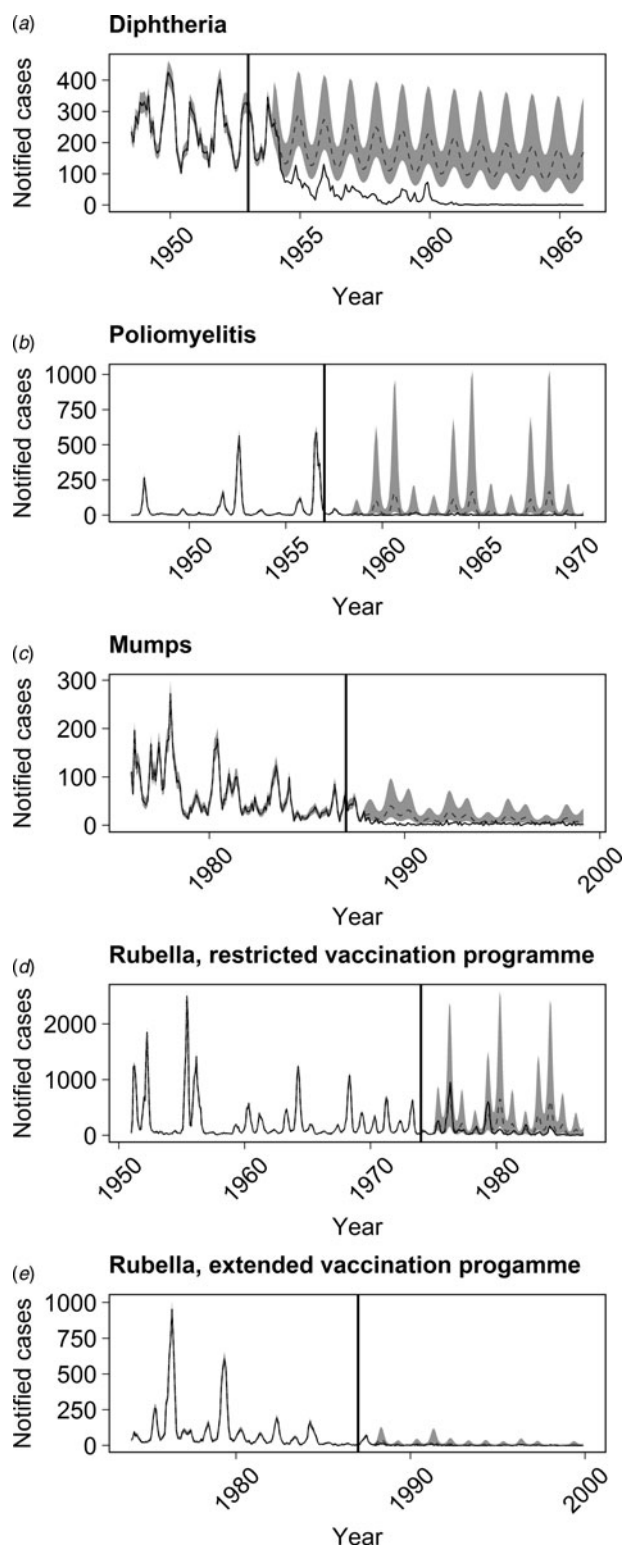 (a) Diphtheria
Notified cases
400
300
200
100
0
1950
1955
1960
1965
Year
(b) Poliomyelitis
Notified cases
1000
750
500
250
0
1950
1955
1960
1965
1970
Year
(c) Mumps
Notified cases
300
200
100
0
1980
1990
2000
Year
(d) Rubella, restricted vaccination programme
Notified cases
2000
1000
0
1950
1960
1970
1980
Year
(e) Rubella, extended vaccination progamme
Notified cases
1000
750
500
250
0
1980
1990
2000
Year